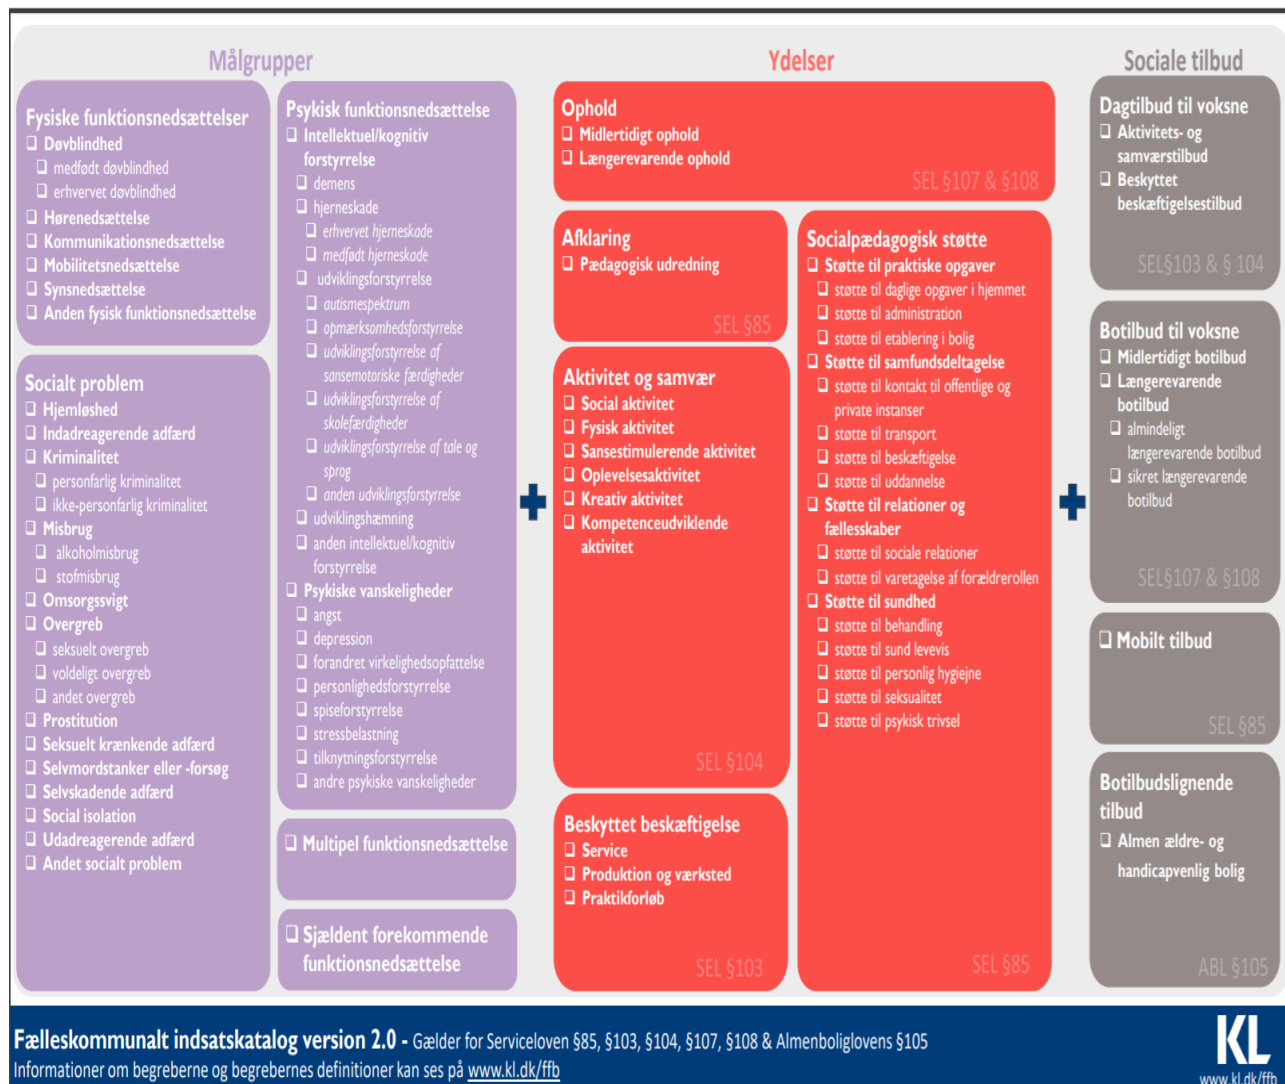 Målgrupper
Fysiske funktionsnedsættelser
Døvblindhed
medfødt døvblindhed
erhvervet døvblindhed
Hørenedsættelse
Kommunikationsnedsættelse
Mobilitetsnedsættelse
Synsnedsættelse
Anden fysisk funktionsnedsættelse
Socialt problem
Hjemløshed
Indadreagerende adfærd
Kriminalitet
personfarlig kriminalitet
ikke-personfarlig kriminalitet
Misbrug
alkoholmisbrug
stofmisbrug
Omsorgssvigt
Overgreb
seksuelt overgreb
voldeligt overgreb
andet overgreb
Prostitution
Seksuelt krænkende adfærd
Selvmordstanker eller -forsøg
Selvskadende adfærd
Social isolation
Udadreagerende adfærd
Andet socialt problem
Psykisk funktionsnedsættelse
Intellektuel/kognitiv
forstyrrelse
demens
hjerneskade
erhvervet hjerneskade
medfødt hjerneskade
udviklingsforstyrrelse
autismespektrum
opmærksomhedsforstyrrelse
udviklingsforstyrrelse af
sansemotoriske færdigheder
udviklingsforstyrrelse af
skolefærdigheder
udviklingsforstyrrelse af tale og
sprog
anden udviklingsforstyrrelse
udviklingshæmning
anden intellektuel/kognitiv
forstyrrelse
Psykiske vanskeligheder
angst
depression
forandret virkelighedsopfattelse
personlighedsforstyrrelse
spiseforstyrrelse
stressbelastning
tilknytningsforstyrrelse
andre psykiske vanskeligheder
Multipel funktionsnedsættelse
Sjældent forekommende
funktionsnedsættelse
Ydelser
Ophold
Midlertidigt ophold
Længerevarende ophold
SEL §107 & §108
Afklaring
Pædagogisk udredning
SEL §85
Aktivitet og samvær
Social aktivitet
Fysisk aktivitet
Sansestimulerende aktivitet
Oplevelsesaktivitet
Kreativ aktivitet
Kompetenceudviklende
aktivitet
SEL §104
Beskyttet beskæftigelse
Service
Produktion og værksted
Praktikforløb
SEL §103
Socialpædagogisk støtte
Støtte til praktiske opgaver
støtte til daglige opgaver i hjemmet
støtte til administration
støtte til etablering i bolig
Støtte til samfundsdeltagelse
støtte til kontakt til offentlige og
private instanser
støtte til transport
støtte til beskæftigelse
støtte til uddannelse
Støtte til relationer og
fællesskaber
støtte til sociale relationer
støtte til varetagelse af forældrerollen
Støtte til sundhed
støtte til behandling
støtte til sund levevis
støtte til personlig hygiejne
støtte til seksualitet
støtte til psykisk trivsel
SEL §85
Sociale tilbud
Dagtilbud til voksne
Aktivitets- og
samværstilbud
Beskyttet
beskæftigelsestilbud
SEL§103 & § 104
Botilbud til voksne
Midlertidigt botilbud
Længerevarende
botilbud
almindeligt
længerevarende botilbud
sikret længerevarende
botilbud
SEL§107 & §108
Mobilt tilbud
SEL §85
Botilbudslignende
tilbud
Almen ældre- og
handicapvenlig bolig
ABL §105
Fælleskommunalt indsatskatalog version 2.0 - Gælder for Serviceloven §85, §103, §104, §107, §108 & Almenboliglovens §105
Informationer om begreberne og begrebernes definitioner kan ses på www.kl.dk/ffb
KL
www.kl.dk/ffb